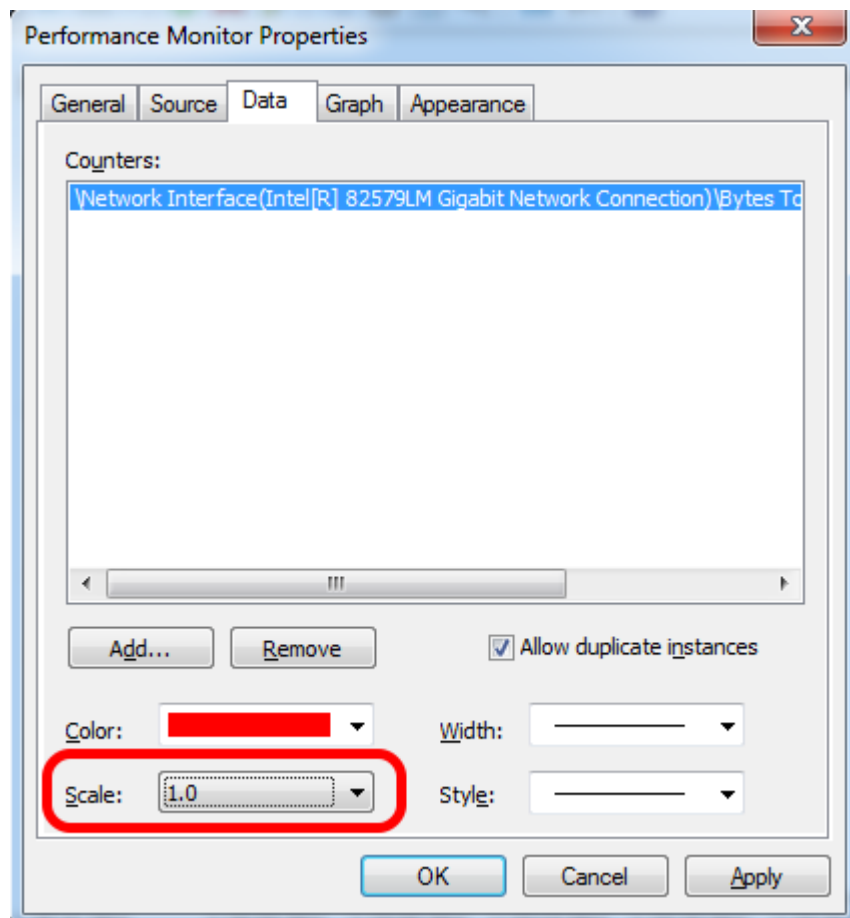 Performance Monitor Properties
General Source Data Graph Appearance
Counters:
\Network Interface(Intel[R] 82579LM Gigabit Network Connection)\Bytes To
Add... Remove Allow duplicate instances
Color: Width:
Scale: 1.0 Style:
OK Cancel Apply